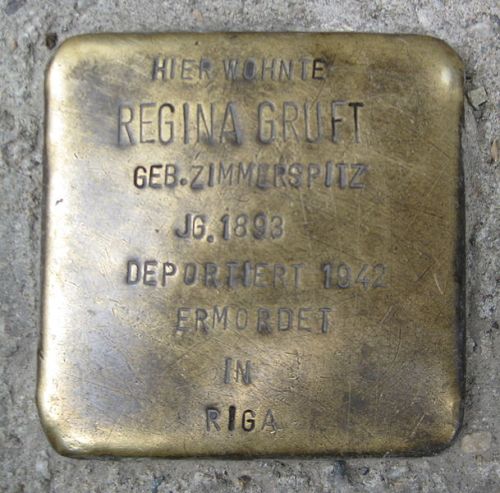 HIER WOHNTE
REGINA GRUFT
GEB. ZIMMERSPITZ
JG. 1893
DEPORTIERT 1942
ERMORDET
IN
RIGA